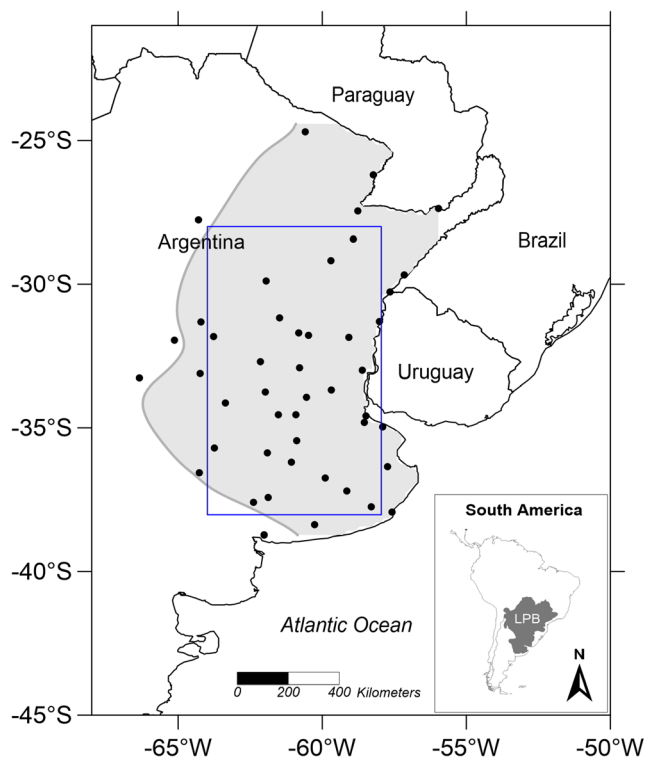 Paraguay
-25°S
Argentina
Brazil
-30°S
Uruguay
-35°S
South America
LPB
-40°S
Atlantic Ocean
N
0 200 400 Kilometers
-45°S
-65°W -60°W -55°W -50°W